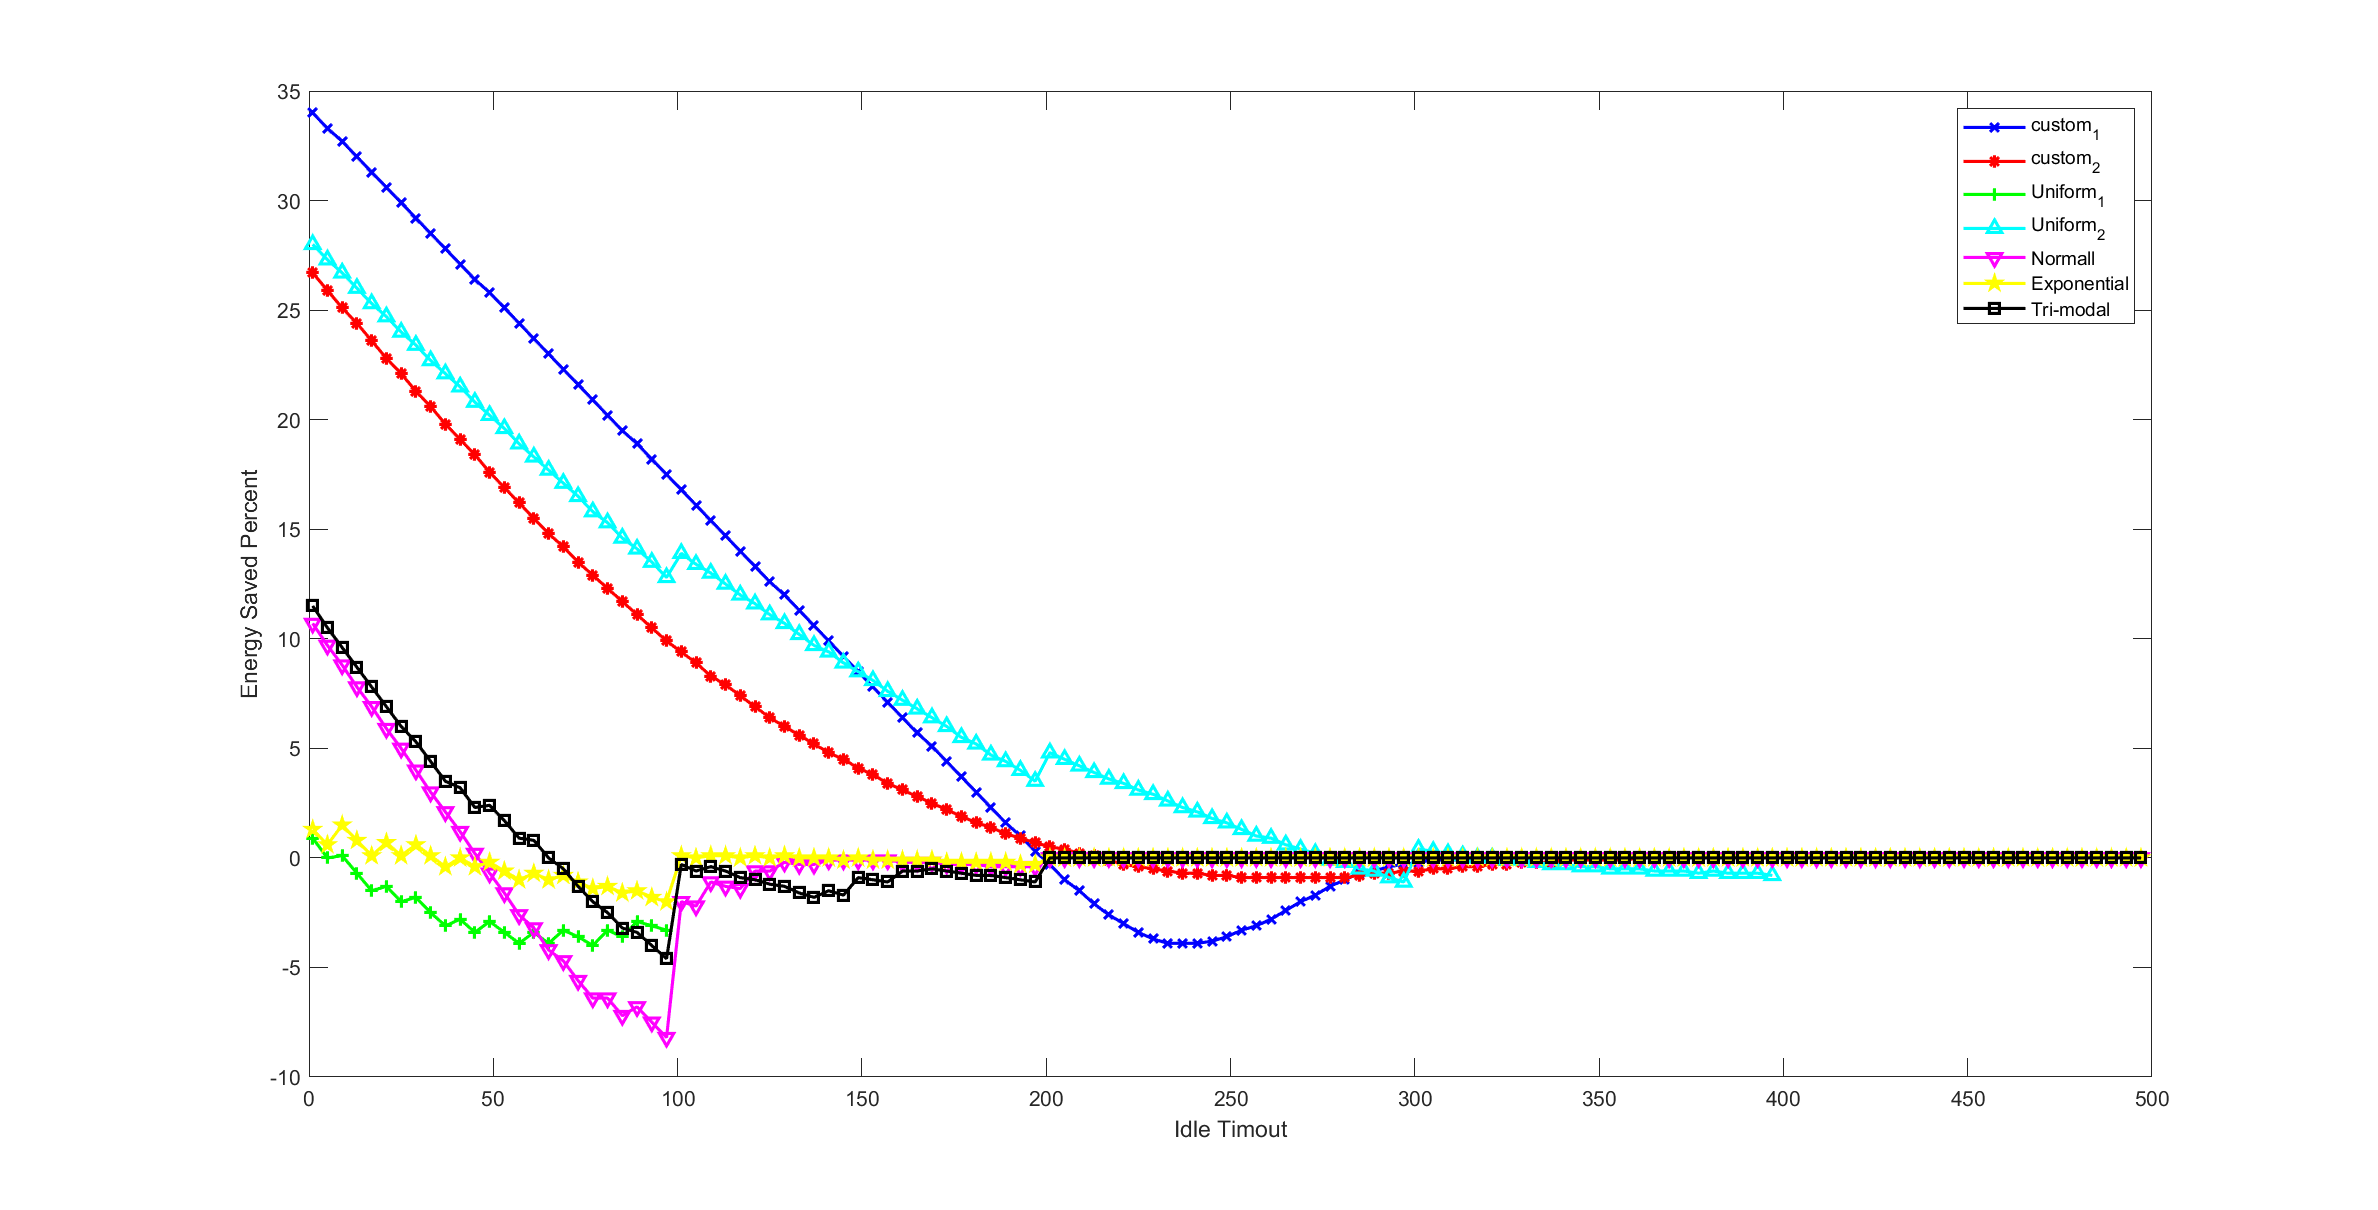 35
30
25
20
15
10
5
0
-5
-10
Energy Saved Percent
custom1
custom2
Uniform1
Uniform2
Normall
Exponential
Tri-modal
0 50 100 150 200 250 300 350 400 450 500
Idle Timout